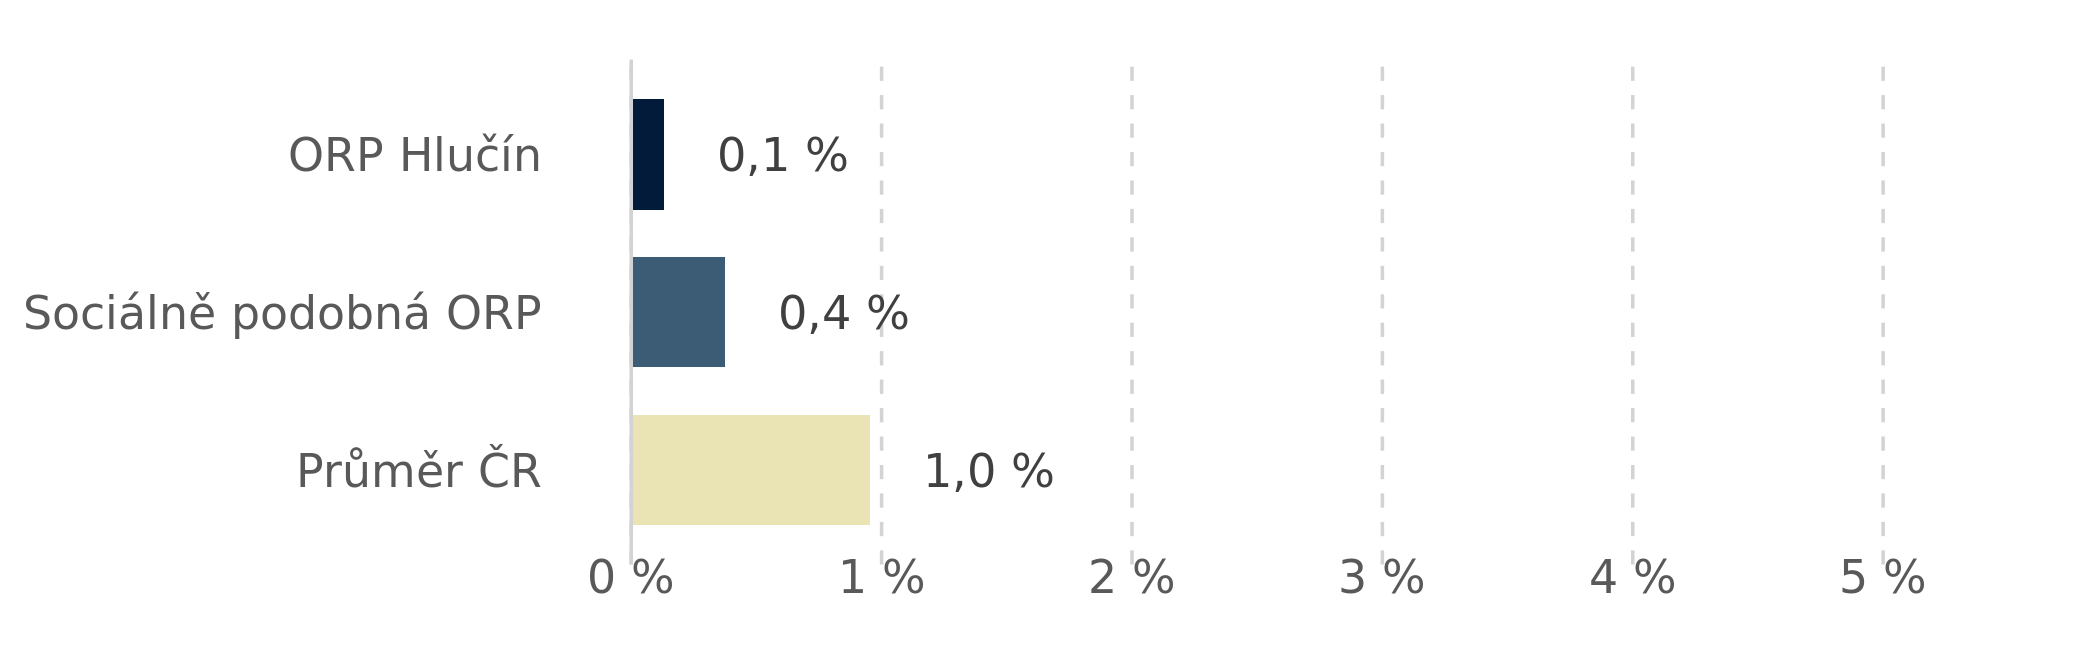 ORP Hlučín 0,1 %
Sociálně podobná ORP 0,4 %
Průměr ČR 1,0 %
0 % 1 % 2 % 3 % 4 % 5 %